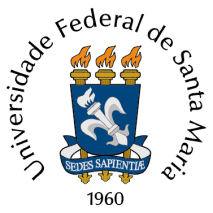 Universidade Federal de Santa Maria
SEDES SAPIENTIÆ
1960